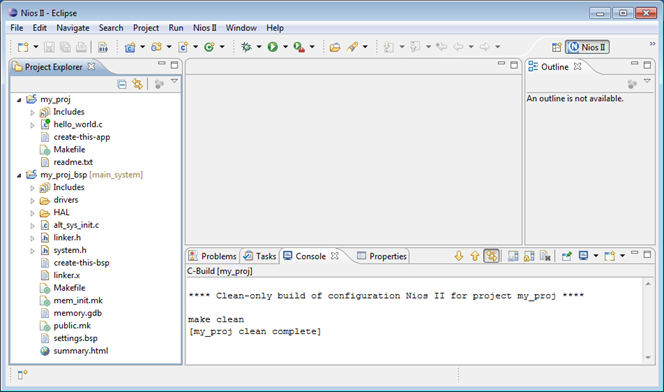 Nios II - Eclipse
File Edit Navigate Search Project Run Nios II Window Help
Nios II
Project Explorer
my_proj
Includes
hello_world.c
create-this-app
Makefile
readme.txt
my_proj_bsp [main_system]
Includes
drivers
HAL
alt_sys_init.c
linker.h
system.h
create-this-bsp
linker.x
Makefile
mem_init.mk
memory.gdb
public.mk
settings.bsp
summary.html
Outline
An outline is not available.
Problems Tasks Console Properties
C-Build [my_proj]
**** Clean-only build of configuration Nios II for project my_proj ****
make clean
[my_proj clean complete]